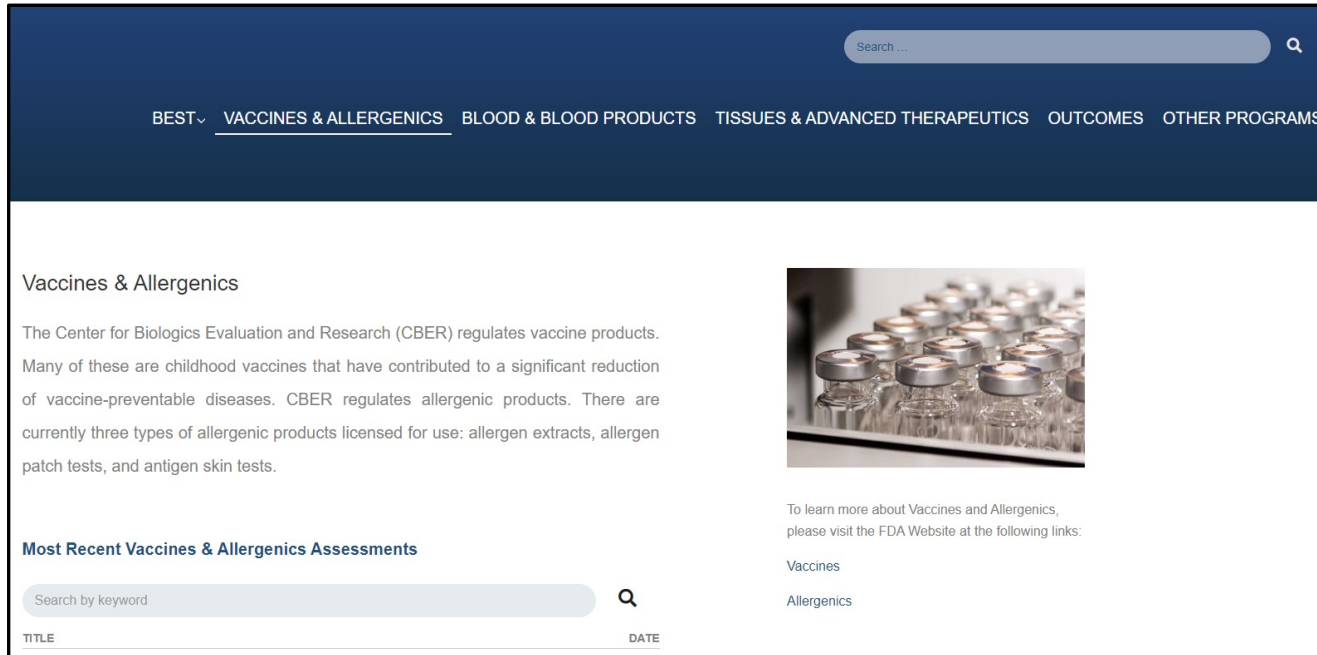 Search ...
BEST VACCINES & ALLERGENICS BLOOD & BLOOD PRODUCTS TISSUES & ADVANCED THERAPEUTICS OUTCOMES OTHER PROGRAMS
Vaccines & Allergenics
The Center for Biologics Evaluation and Research (CBER) regulates vaccine products.
Many of these are childhood vaccines that have contributed to a significant reduction
of vaccine-preventable diseases. CBER regulates allergenic products. There are
currently three types of allergenic products licensed for use: allergen extracts, allergen
patch tests, and antigen skin tests.
Most Recent Vaccines & Allergenics Assessments
Search by keyword
TITLE DATE
To learn more about Vaccines and Allergenics,
please visit the FDA Website at the following links:
Vaccines
Allergenics